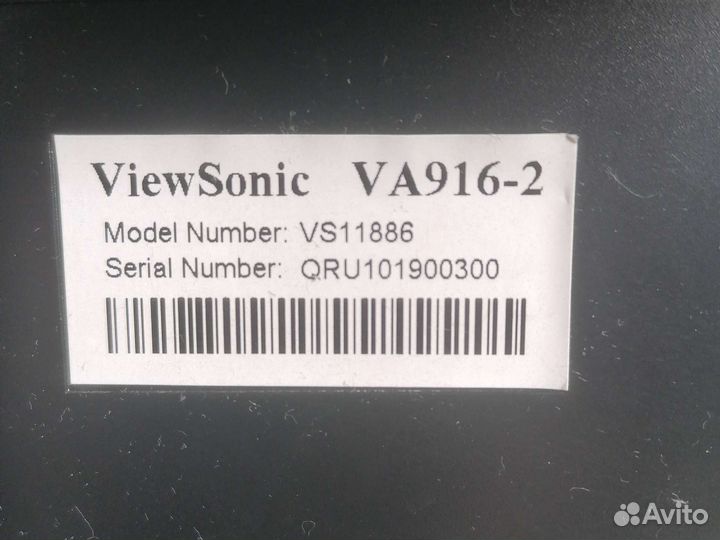 ViewSonic VA916-2
Model Number: VS11886
Serial Number: QRU101900300
Avito